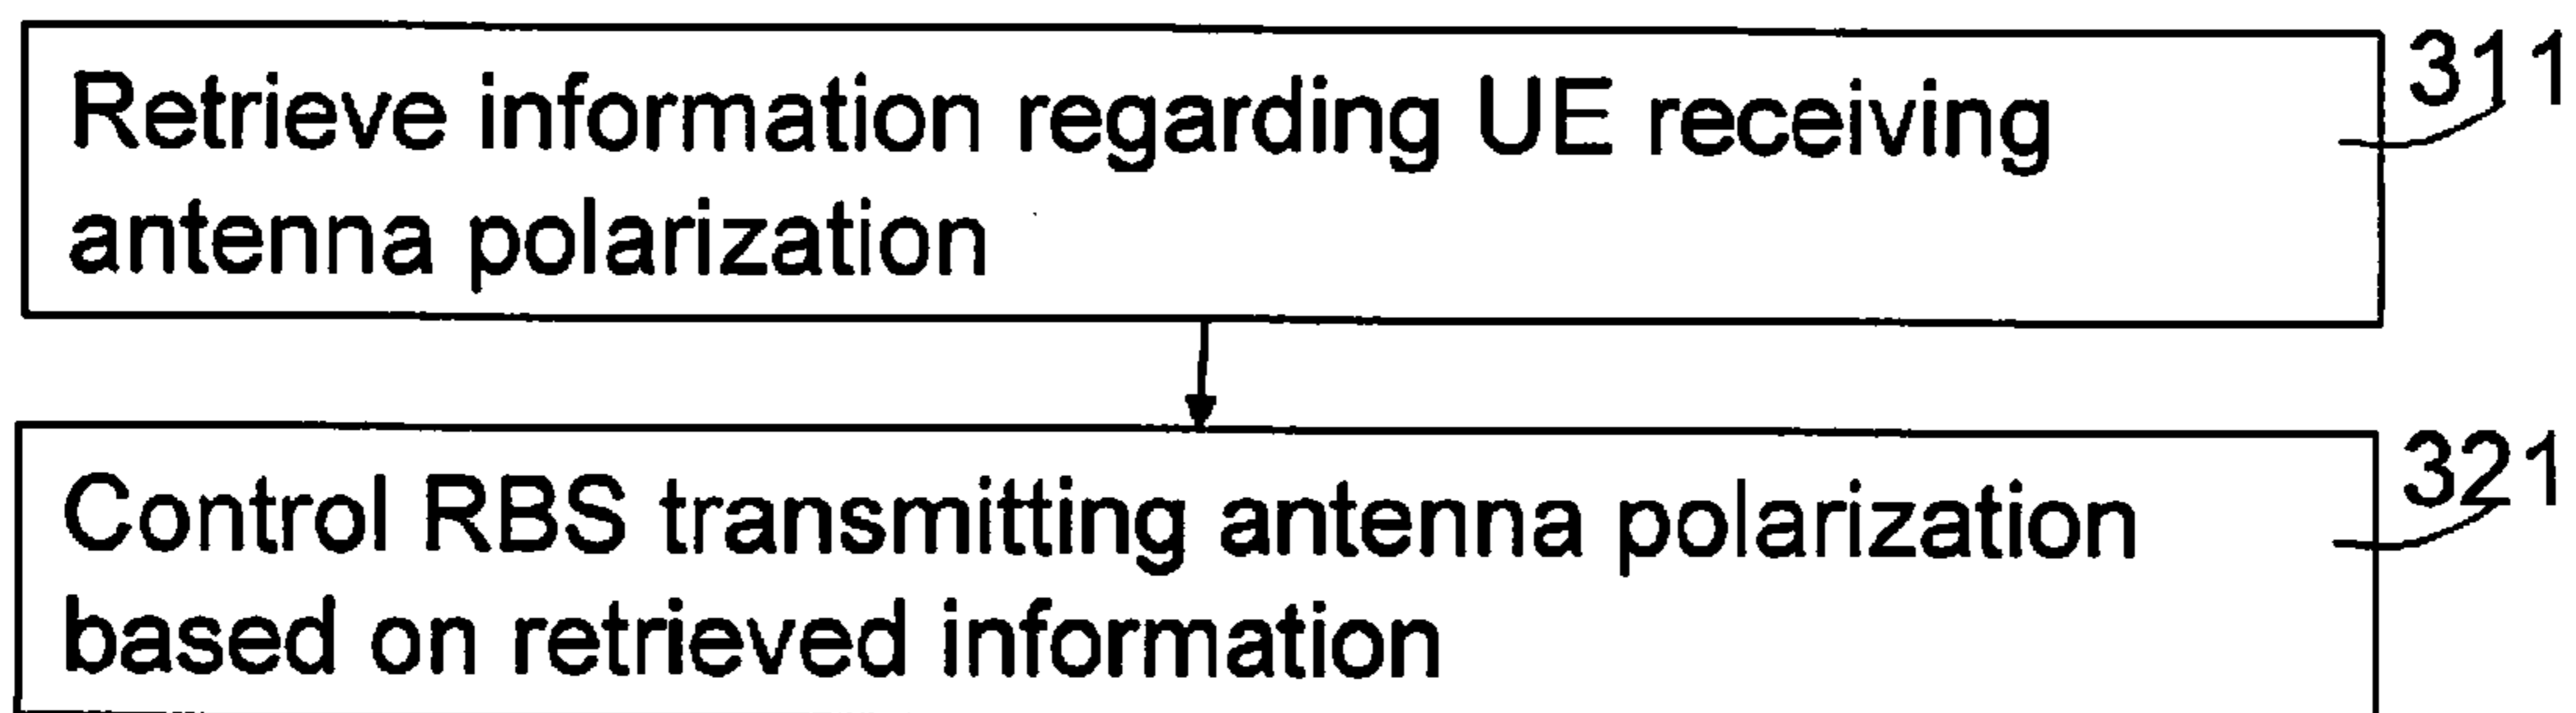 Retrieve information regarding UE receiving
antenna polarization
311
Control RBS transmitting antenna polarization
based on retrieved information
321